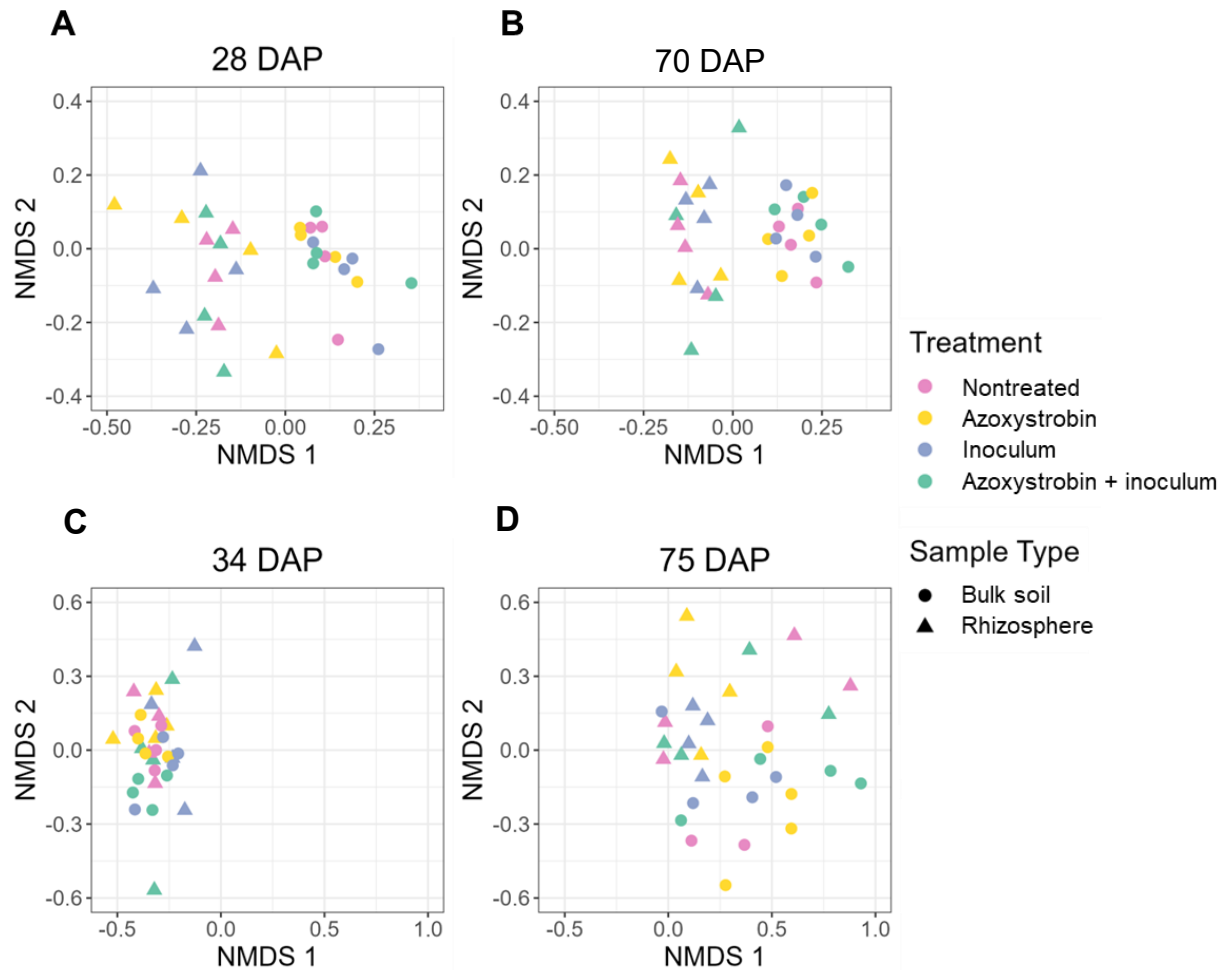 A
28 DAP
0.4
0.2
0.0
-0.2
-0.4
NMDS 2
-0.50 -0.25 0.00 0.25
NMDS 1
B
70 DAP
0.4
0.2
0.0
-0.2
-0.4
NMDS 2
-0.50 -0.25 0.00 0.25
NMDS 1
C
34 DAP
0.6
0.3
0.0
-0.3
-0.6
NMDS 2
-0.5 0.0 0.5 1.0
NMDS 1
D
75 DAP
0.6
0.3
0.0
-0.3
-0.6
NMDS 2
-0.5 0.0 0.5 1.0
NMDS 1
Treatment
Nontreated
Azoxystrobin
Inoculum
Azoxystrobin + inoculum
Sample Type
Bulk soil
Rhizosphere